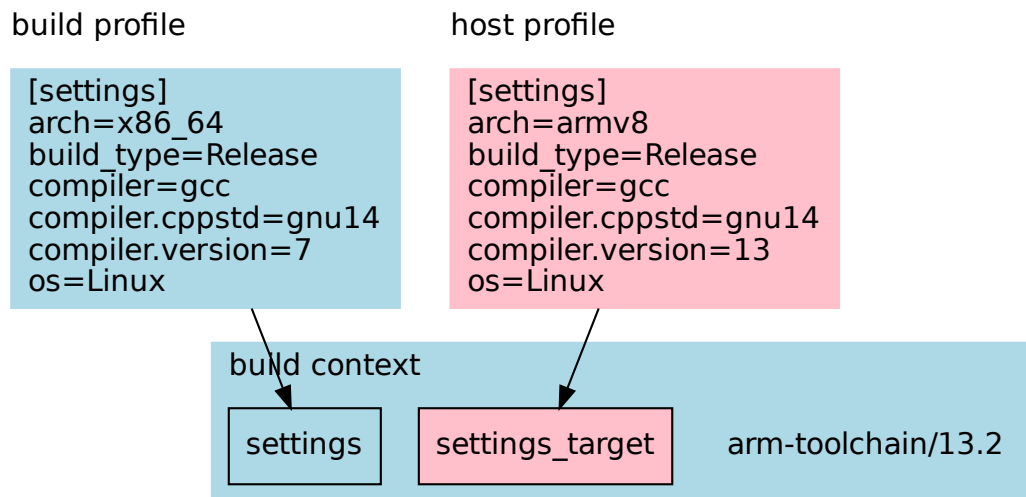 build profile
[settings]
arch=x86_64
build_type=Release
compiler=gcc
compiler.cppstd=gnu14
compiler.version=7
os=Linux
host profile
[settings]
arch=armv8
build_type=Release
compiler=gcc
compiler.cppstd=gnu14
compiler.version=13
os=Linux
build context
settings
settings_target
arm-toolchain/13.2